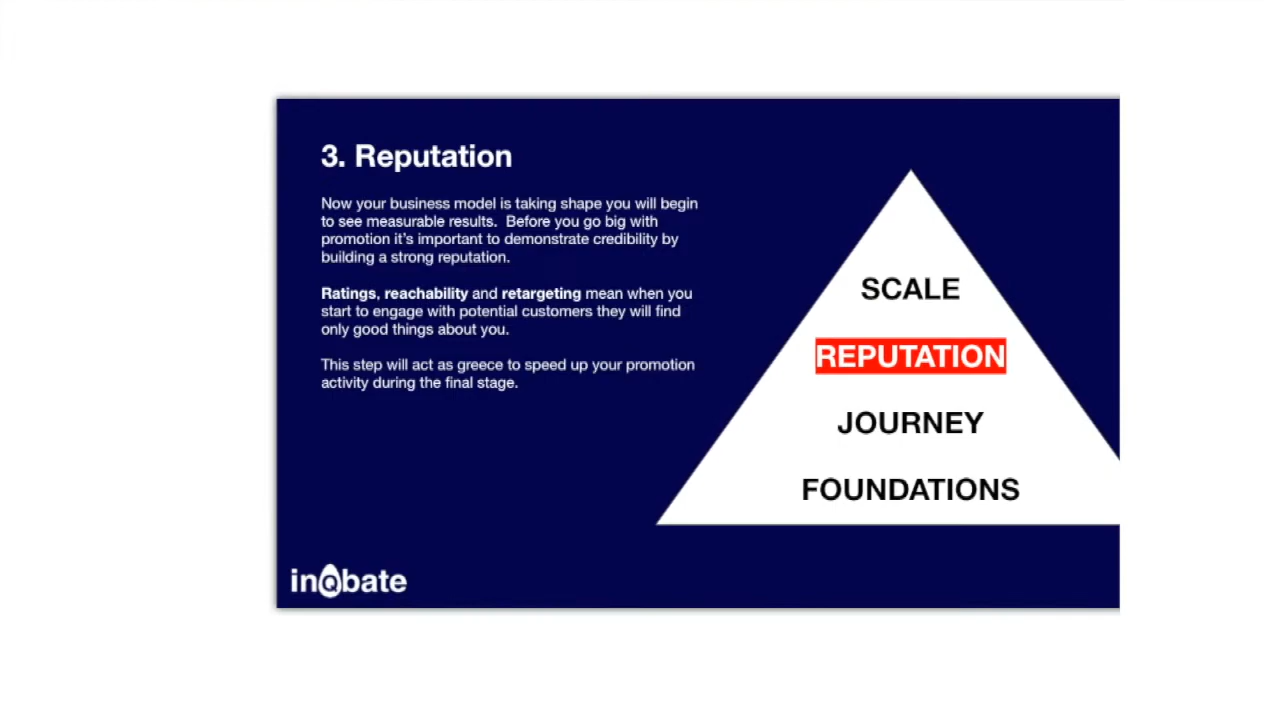 3. Reputation
Now your business model is taking shape you will begin
to see measurable results.  Before you go big with
promotion it's important to demonstrate credibility by
building a strong reputation.
Ratings, reachability and retargeting mean when you
start to engage with potential customers they will find
only good things about you.
This step will act as greece to speed up your promotion
activity during the final stage.
SCALE
REPUTATION
JOURNEY
FOUNDATIONS
inQbate